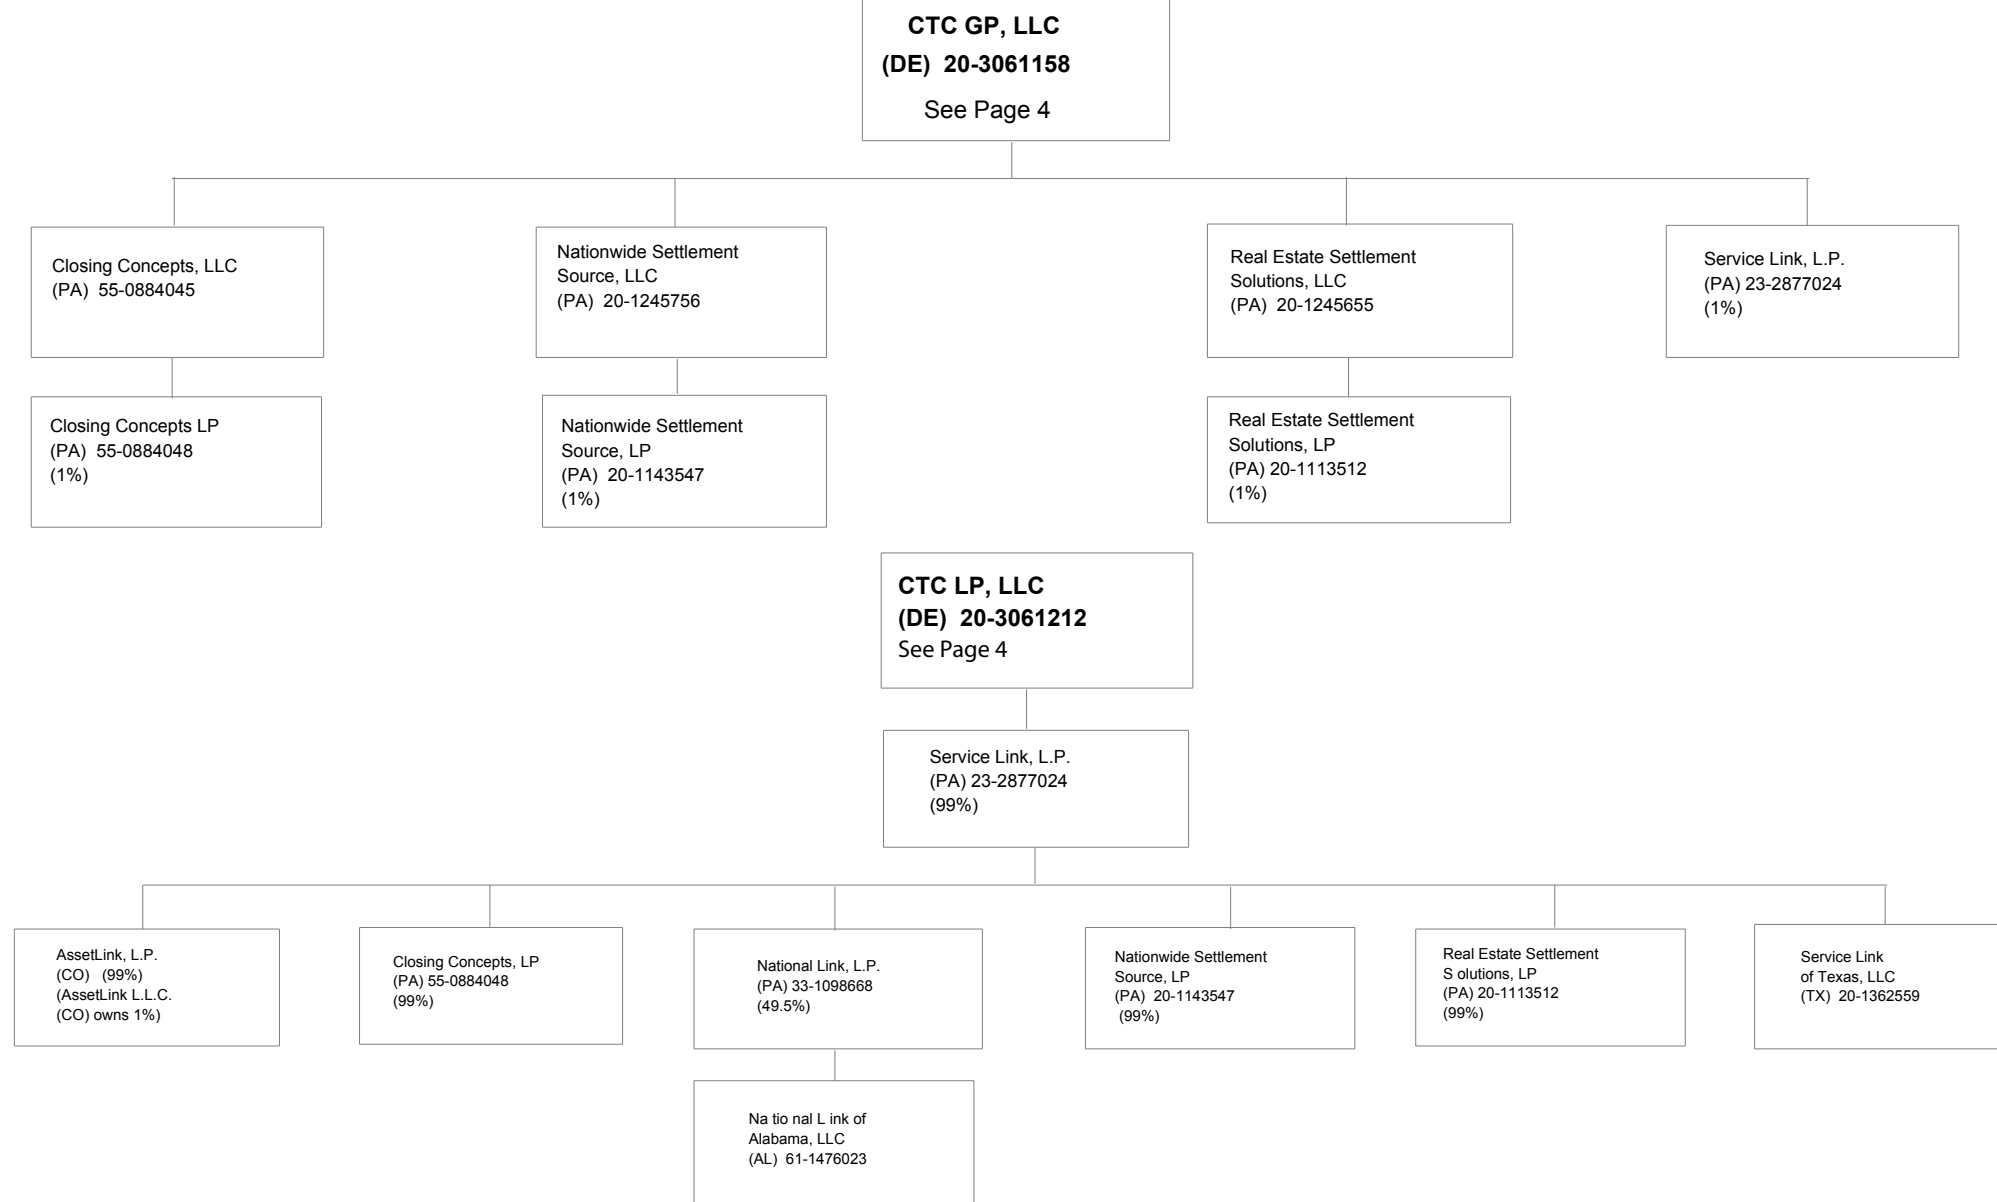 CTC GP, LLC
(DE) 20-3061158
See Page 4
Closing Concepts, LLC
(PA) 55-0884045
Nationwide Settlement
Source, LLC
(PA) 20-1245756
Real Estate Settlement
Solutions, LLC
(PA) 20-1245655
Service Link, L.P.
(PA) 23-2877024
(1%)
Closing Concepts LP
(PA) 55-0884048
(1%)
Nationwide Settlement
Source, LP
(PA) 20-1143547
(1%)
Real Estate Settlement
Solutions, LP
(PA) 20-1113512
(1%)
CTC LP, LLC
(DE) 20-3061212
See Page 4
Service Link, L.P.
(PA) 23-2877024
(99%)
AssetLink, L.P.
(CO) (99%)
(AssetLink L.L.C.
(CO) owns 1%)
Closing Concepts, LP
(PA) 55-0884048
(99%)
National Link, L.P.
(PA) 33-1098668
(49.5%)
Nationwide Settlement
Source, LP
(PA) 20-1143547
(99%)
Real Estate Settlement
S olutions, LP
(PA) 20-1113512
(99%)
Service Link
of Texas, LLC
(TX) 20-1362559
Na tio nal L ink of
Alabama, LLC
(AL) 61-1476023